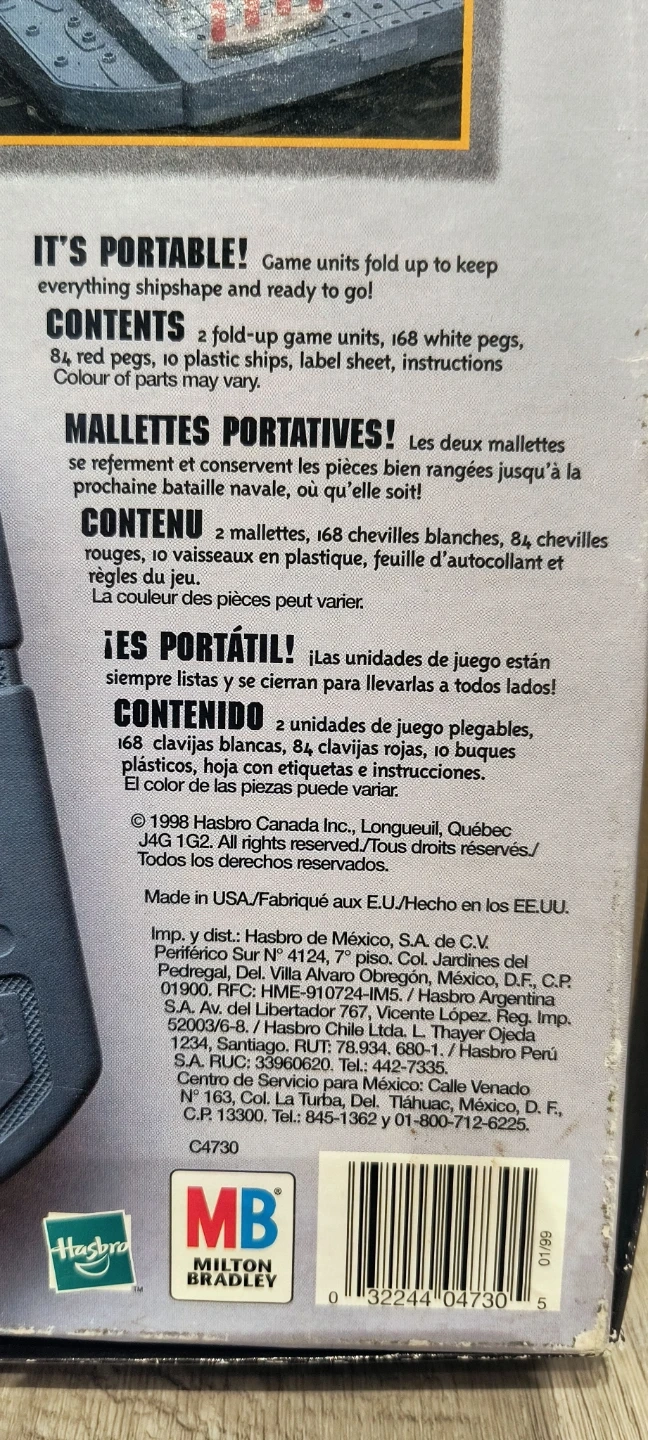 IT'S PORTABLE! Game units fold up to keep
everything shipshape and ready to go!
CONTENTS 2 fold-up game units, 168 white pegs,
84 red pegs, 10 plastic ships, label sheet, instructions
Colour of parts may vary.
MALLETTES PORTATIVES! Les deux mallettes
se referment et conservent les pièces bien rangées jusqu'à la
prochaine bataille navale, où qu'elle soit!
CONTENU 2 mallettes, 168 chevilles blanches, 84 chevilles
rouges, 10 vaisseaux en plastique, feuille d'autocollant et
règles du jeu.
La couleur des pièces peut varier.
¡ES PORTÁTIL! ¡Las unidades de juego están
siempre listas y se cierran para llevarlas a todos lados!
CONTENIDO 2 unidades de juego plegables,
168 clavijas blancas, 84 clavijas rojas, 10 buques
plásticos, hoja con etiquetas e instrucciones.
El color de las piezas puede variar.
© 1998 Hasbro Canada Inc., Longueuil, Québec
J4G 1G2. All rights reserved./Tous droits réservés./
Todos los derechos reservados.
Made in USA./Fabriqué aux E.U./Hecho en los EE.UU.
Imp. y dist.: Hasbro de México, S.A. de C.V.
Periférico Sur N° 4124, 7° piso. Col. Jardines del
Pedregal, Del. Villa Alvaro Obregón, México, D.F., C.P.
01900. RFC: HME-910724-IM5. / Hasbro Argentina
S.A. Av. del Libertador 767, Vicente López. Reg. Imp.
52003/6-8. / Hasbro Chile Ltda. L. Thayer Ojeda
1234, Santiago. RUT: 78.934. 680-1. / Hasbro Perú
S.A. RUC: 33960620. Tel.: 442-7335.
Centro de Servicio para México: Calle Venado
N° 163, Col. La Turba, Del. Tláhuac, México, D. F.,
C.P. 13300. Tel.: 845-1362 y 01-800-712-6225.
C4730
Hasbro
TM
MB®
MILTON
BRADLEY
01/99
0 32244 04730 5